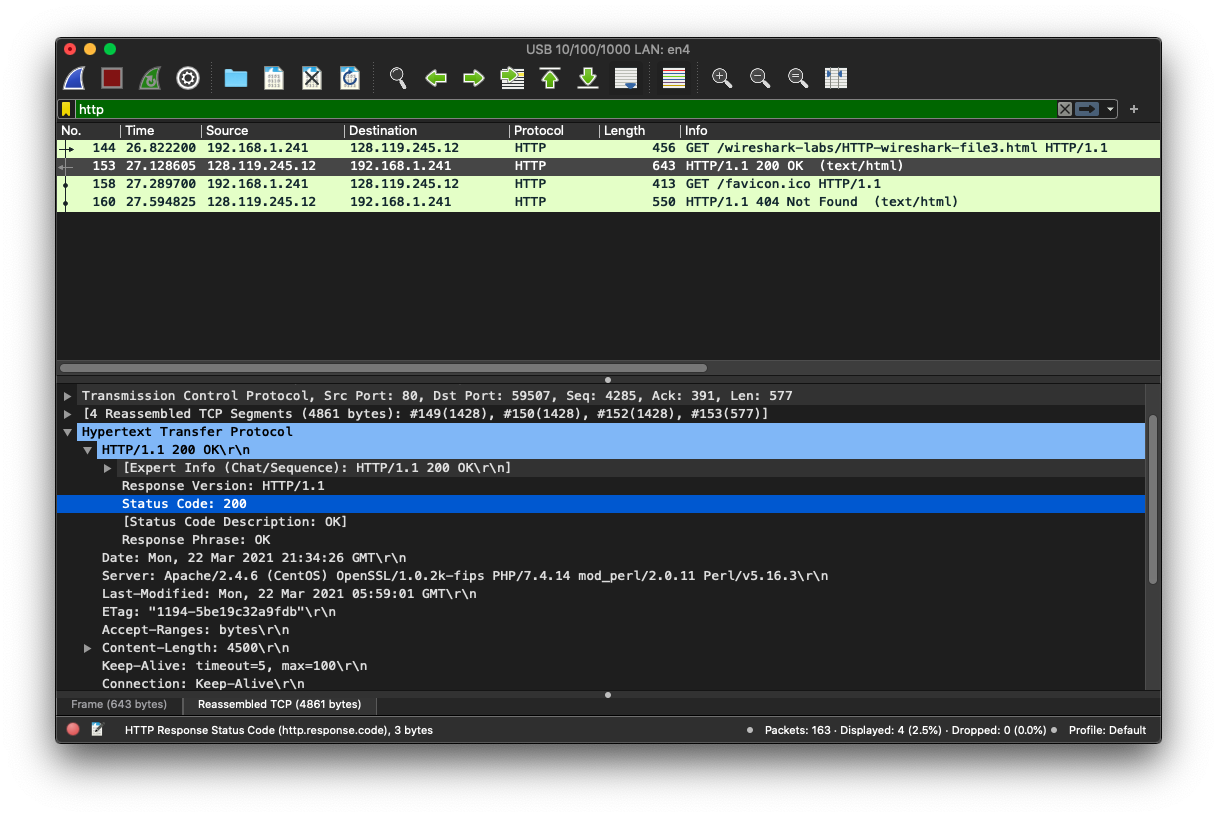 USB 10/100/1000 LAN: en4
http
No. Time Source Destination Protocol Length Info
144 26.822200 192.168.1.241 128.119.245.12 HTTP 456 GET /wireshark-labs/HTTP-wireshark-file3.html HTTP/1.1
153 27.128605 128.119.245.12 192.168.1.241 HTTP 643 HTTP/1.1 200 OK (text/html)
158 27.289700 192.168.1.241 128.119.245.12 HTTP 413 GET /favicon.ico HTTP/1.1
160 27.594825 128.119.245.12 192.168.1.241 HTTP 550 HTTP/1.1 404 Not Found (text/html)
Transmission Control Protocol, Src Port: 80, Dst Port: 59507, Seq: 4285, Ack: 391, Len: 577
[4 Reassembled TCP Segments (4861 bytes): #149(1428), #150(1428), #152(1428), #153(577)]
Hypertext Transfer Protocol
HTTP/1.1 200 OK\r\n
[Expert Info (Chat/Sequence): HTTP/1.1 200 OK\r\n]
Response Version: HTTP/1.1
Status Code: 200
[Status Code Description: OK]
Response Phrase: OK
Date: Mon, 22 Mar 2021 21:34:26 GMT\r\n
Server: Apache/2.4.6 (CentOS) OpenSSL/1.0.2k-fips PHP/7.4.14 mod_perl/2.0.11 Perl/v5.16.3\r\n
Last-Modified: Mon, 22 Mar 2021 05:59:01 GMT\r\n
ETag: "1194-5be19c32a9fdb"\r\n
Accept-Ranges: bytes\r\n
Content-Length: 4500\r\n
Keep-Alive: timeout=5, max=100\r\n
Connection: Keep-Alive\r\n
Frame (643 bytes) Reassembled TCP (4861 bytes)
HTTP Response Status Code (http.response.code), 3 bytes Packets: 163 · Displayed: 4 (2.5%) · Dropped: 0 (0.0%) Profile: Default